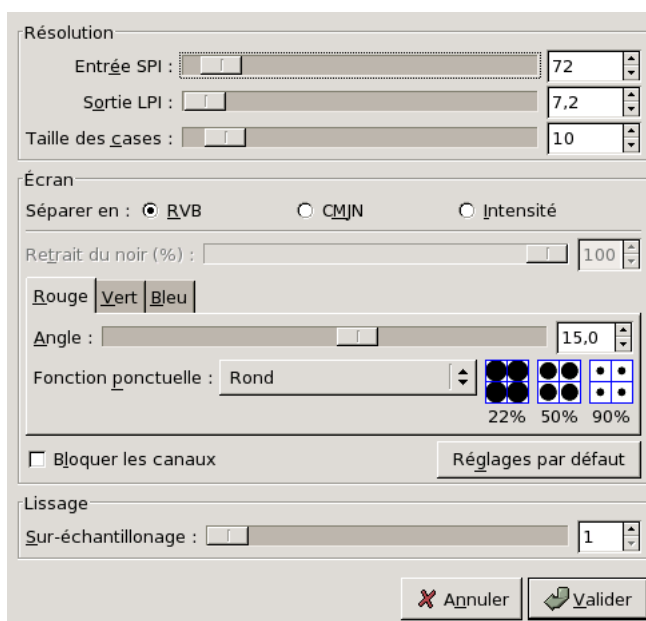 Résolution
Entrée SPI : 72
Sortie LPI : 7,2
Taille des cases : 10
Écran
Séparer en : RVB CMJN Intensité
Retrait du noir (%) : 100
Rouge Vert Bleu
Angle : 15,0
Fonction ponctuelle : Rond
22% 50% 90%
Bloquer les canaux Réglages par défaut
Lissage
Sur-échantillonage : 1
Annuler Valider